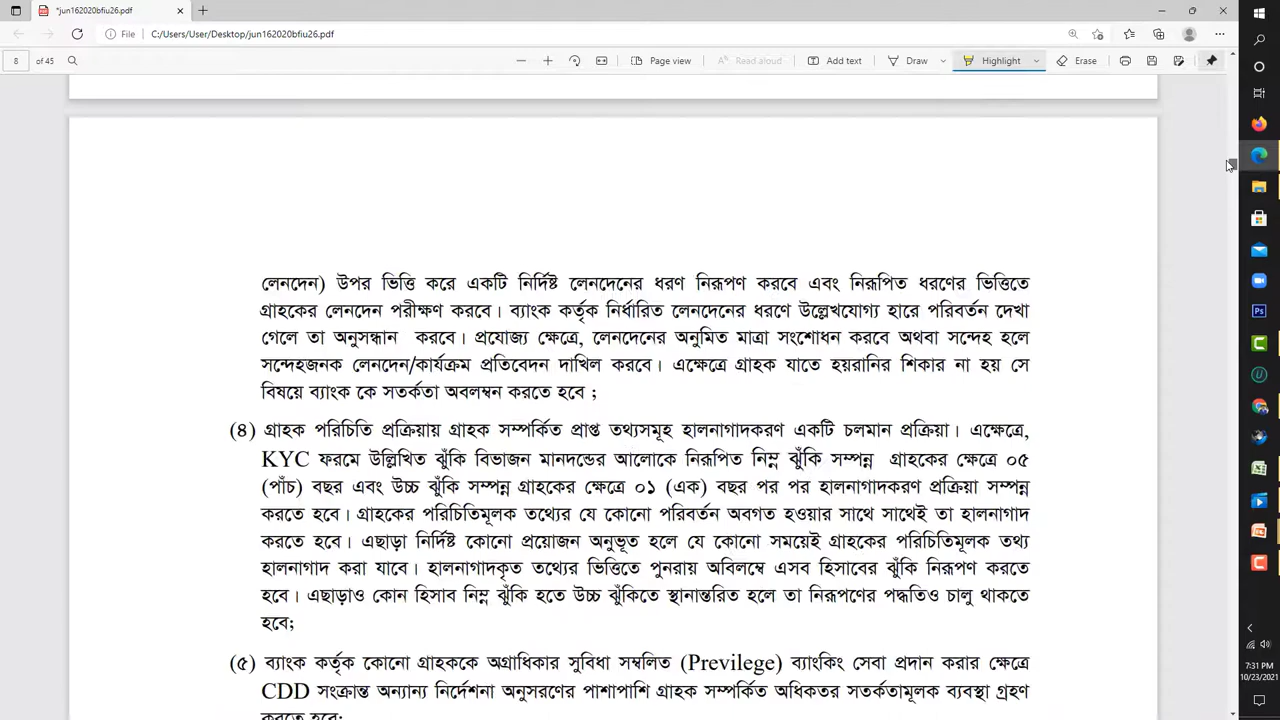 *jun162020bfiu26.pdf
File C:/Users/User/Desktop/jun162020bfiu26.pdf
8 of 45 Page view Read aloud Add text Draw Highlight Erase
লেনদেন) উপর ভিত্তি করে একটি নির্দিষ্ট লেনদেনের ধরণ নিরূপণ করবে এবং নিরূপিত ধরণের ভিত্তিতে
গ্রাহকের লেনদেন পরীক্ষণ করবে। ব্যাংক কর্তৃক নির্ধারিত লেনদেনের ধরণে উল্লেখযোগ্য হারে পরিবর্তন দেখা
গেলে তা অনুসন্ধান করবে। প্রযোজ্য ক্ষেত্রে, লেনদেনের অনুমিত মাত্রা সংশোধন করবে অথবা সন্দেহ হলে
সন্দেহজনক লেনদেন/কার্যক্রম প্রতিবেদন দাখিল করবে। এক্ষেত্রে গ্রাহক যাতে হয়রানির শিকার না হয় সে
বিষয়ে ব্যাংক কে সতর্কতা অবলম্বন করতে হবে ;
(৪) গ্রাহক পরিচিতি প্রক্রিয়ায় গ্রাহক সম্পর্কিত প্রাপ্ত তথ্যসমূহ হালনাগাদকরণ একটি চলমান প্রক্রিয়া। এক্ষেত্রে,
KYC ফরমে উল্লিখিত ঝুঁকি বিভাজন মানদন্ডের আলোকে নিরূপিত নিম্ন ঝুঁকি সম্পন্ন গ্রাহকের ক্ষেত্রে ০৫
(পাঁচ) বছর এবং উচ্চ ঝুঁকি সম্পন্ন গ্রাহকের ক্ষেত্রে ০১ (এক) বছর পর পর হালনাগাদকরণ প্রক্রিয়া সম্পন্ন
করতে হবে। গ্রাহকের পরিচিতিমূলক তথ্যের যে কোনো পরিবর্তন অবগত হওয়ার সাথে সাথেই তা হালনাগাদ
করতে হবে। এছাড়া নির্দিষ্ট কোনো প্রয়োজন অনুভূত হলে যে কোনো সময়েই গ্রাহকের পরিচিতিমূলক তথ্য
হালনাগাদ করা যাবে। হালনাগাদকৃত তথ্যের ভিত্তিতে পুনরায় অবিলম্বে এসব হিসাবের ঝুঁকি নিরূপণ করতে
হবে। এছাড়াও কোন হিসাব নিম্ন ঝুঁকি হতে উচ্চ ঝুঁকিতে স্থানান্তরিত হলে তা নিরূপণের পদ্ধতিও চালু থাকতে
হবে;
(৫) ব্যাংক কর্তৃক কোনো গ্রাহককে অগ্রাধিকার সুবিধা সম্বলিত (Previlege) ব্যাংকিং সেবা প্রদান করার ক্ষেত্রে
CDD সংক্রান্ত অন্যান্য নির্দেশনা অনুসরণের পাশাপাশি গ্রাহক সম্পর্কিত অধিকতর সতর্কতামূলক ব্যবস্থা গ্রহণ
করতে হবে;
7:31 PM
10/23/2021